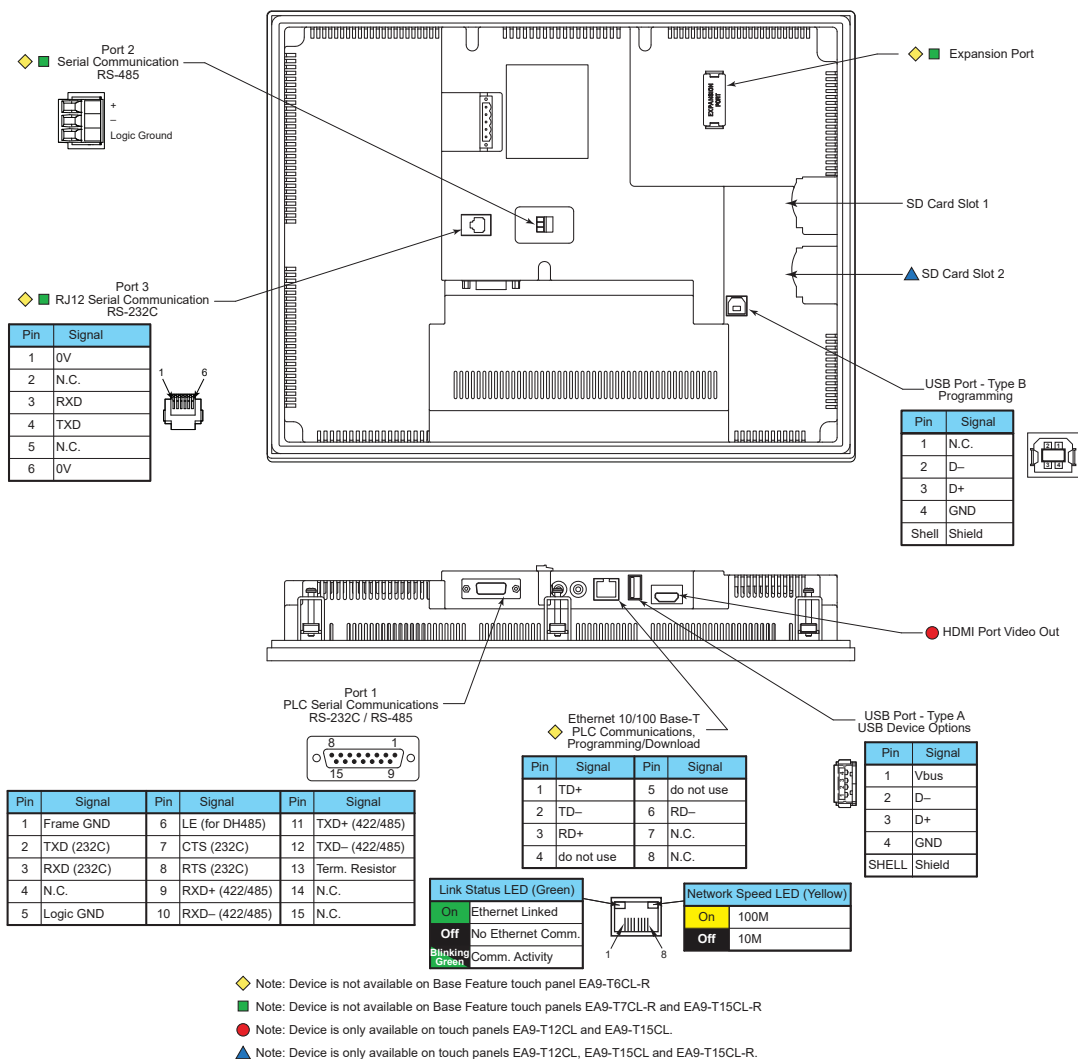 Port 2
Serial Communication
RS-485
+
–
Logic Ground
EXPANSION
PORT
Expansion Port
SD Card Slot 1
SD Card Slot 2
Port 3
RJ12 Serial Communication
RS-232C
Pin Signal
1 0V
2 N.C.
3 RXD
4 TXD
5 N.C.
6 0V
1 6
USB Port - Type B
Programming
Pin Signal
1 N.C.
2 D–
3 D+
4 GND
Shell Shield
2 1
3 4
HDMI Port Video Out
Port 1
PLC Serial Communications
RS-232C / RS-485
8 1
15 9
Pin Signal Pin Signal Pin Signal
1 Frame GND 6 LE (for DH485) 11 TXD+ (422/485)
2 TXD (232C) 7 CTS (232C) 12 TXD– (422/485)
3 RXD (232C) 8 RTS (232C) 13 Term. Resistor
4 N.C. 9 RXD+ (422/485) 14 N.C.
5 Logic GND 10 RXD– (422/485) 15 N.C.
Ethernet 10/100 Base-T
PLC Communications,
Programming/Download
Pin Signal Pin Signal
1 TD+ 5 do not use
2 TD– 6 RD–
3 RD+ 7 N.C.
4 do not use 8 N.C.
USB Port - Type A
USB Device Options
Pin Signal
1 Vbus
2 D–
3 D+
4 GND
SHELL Shield
Link Status LED (Green)
On Ethernet Linked
Off No Ethernet Comm.
Blinking Green Comm. Activity
1 8
Network Speed LED (Yellow)
On 100M
Off 10M
Note: Device is not available on Base Feature touch panel EA9-T6CL-R
Note: Device is not available on Base Feature touch panels EA9-T7CL-R and EA9-T15CL-R
Note: Device is only available on touch panels EA9-T12CL and EA9-T15CL.
Note: Device is only available on touch panels EA9-T12CL, EA9-T15CL and EA9-T15CL-R.